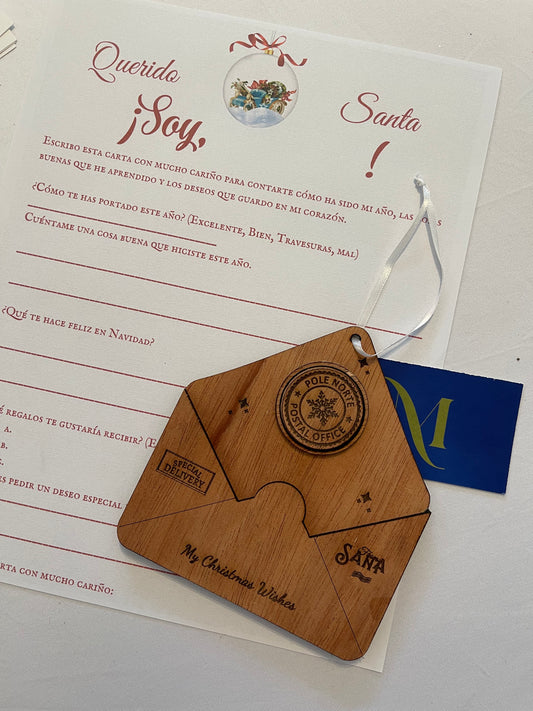 Querido Santa
¡Soy, !
Escribo esta carta con mucho cariño para contarte cómo ha sido mi año, las
buenas que he aprendido y los deseos que guardo en mi corazón.
¿Cómo te has portado este año? (Excelente, Bien, Travesuras, mal)
Cuéntame una cosa buena que hiciste este año.
¿Qué te hace feliz en Navidad?
regalos te gustaría recibir?
A.
B.
pedir un deseo especial
carta con mucho cariño:
POLE NORTE
POSTAL OFFICE
SPECIAL
DELIVERY
My Christmas Wishes
SANA
M